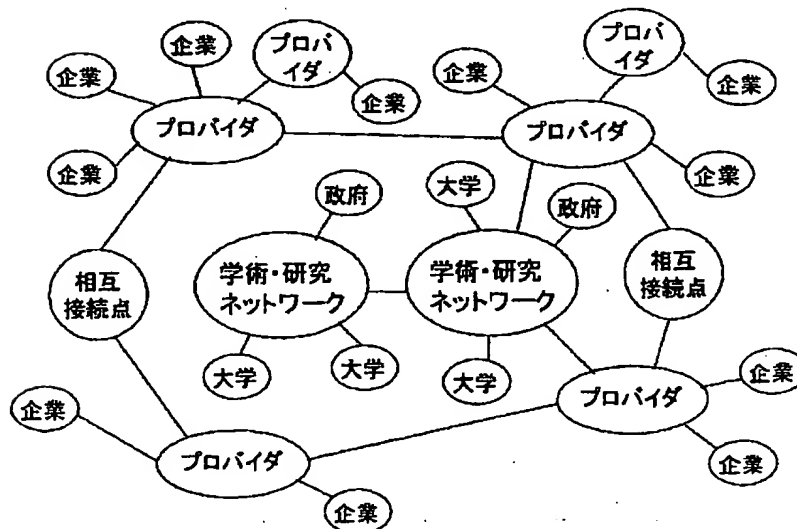 企業
プロバ
イダ
プロバ
イダ
企業
企業
企業
企業
企業
プロバイダ
プロバイダ
企業
企業
大学
政府
政府
学術・研究
ネットワーク
学術・研究
ネットワーク
相互
接続点
相互
接続点
大学
大学
大学
企業
プロバイダ
企業
プロバイダ
企業
企業